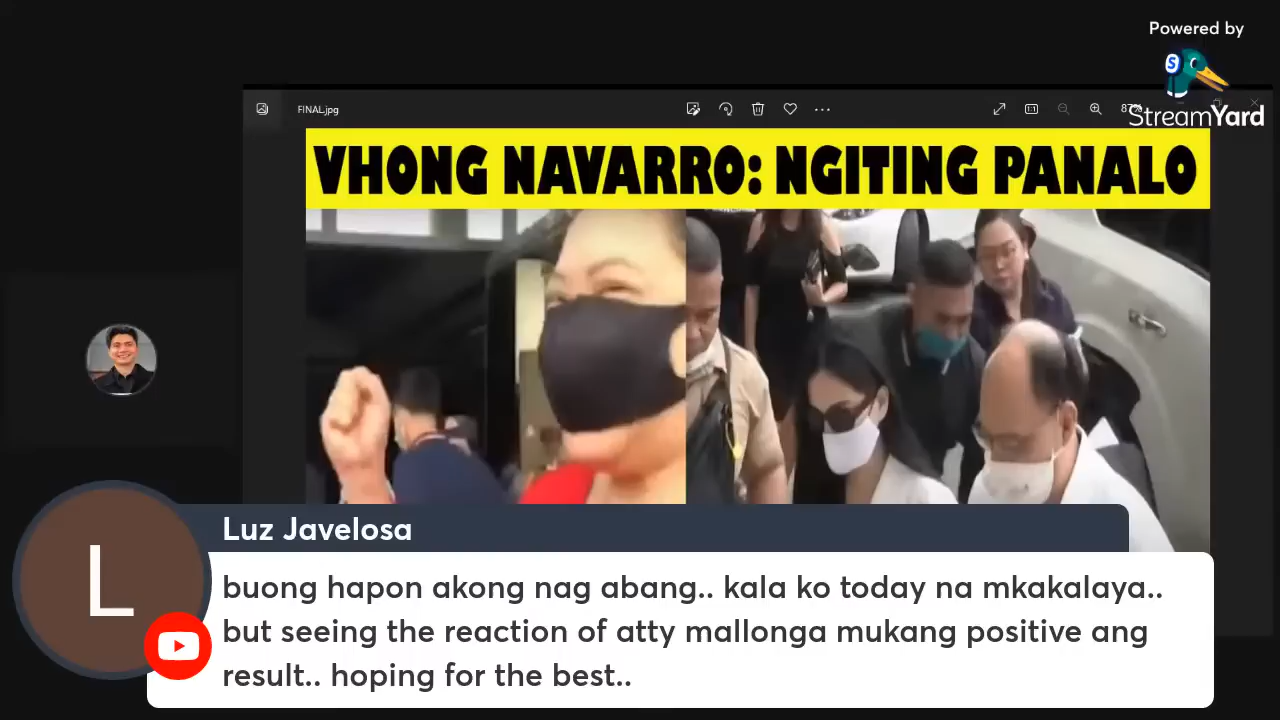 Powered by
S
StreamYard
FINAL.jpg
VHONG NAVARRO: NGITING PANALO
L
Luz Javelosa
buong hapon akong nag abang.. kala ko today na mkakalaya..
but seeing the reaction of atty mallonga mukang positive ang
result.. hoping for the best..